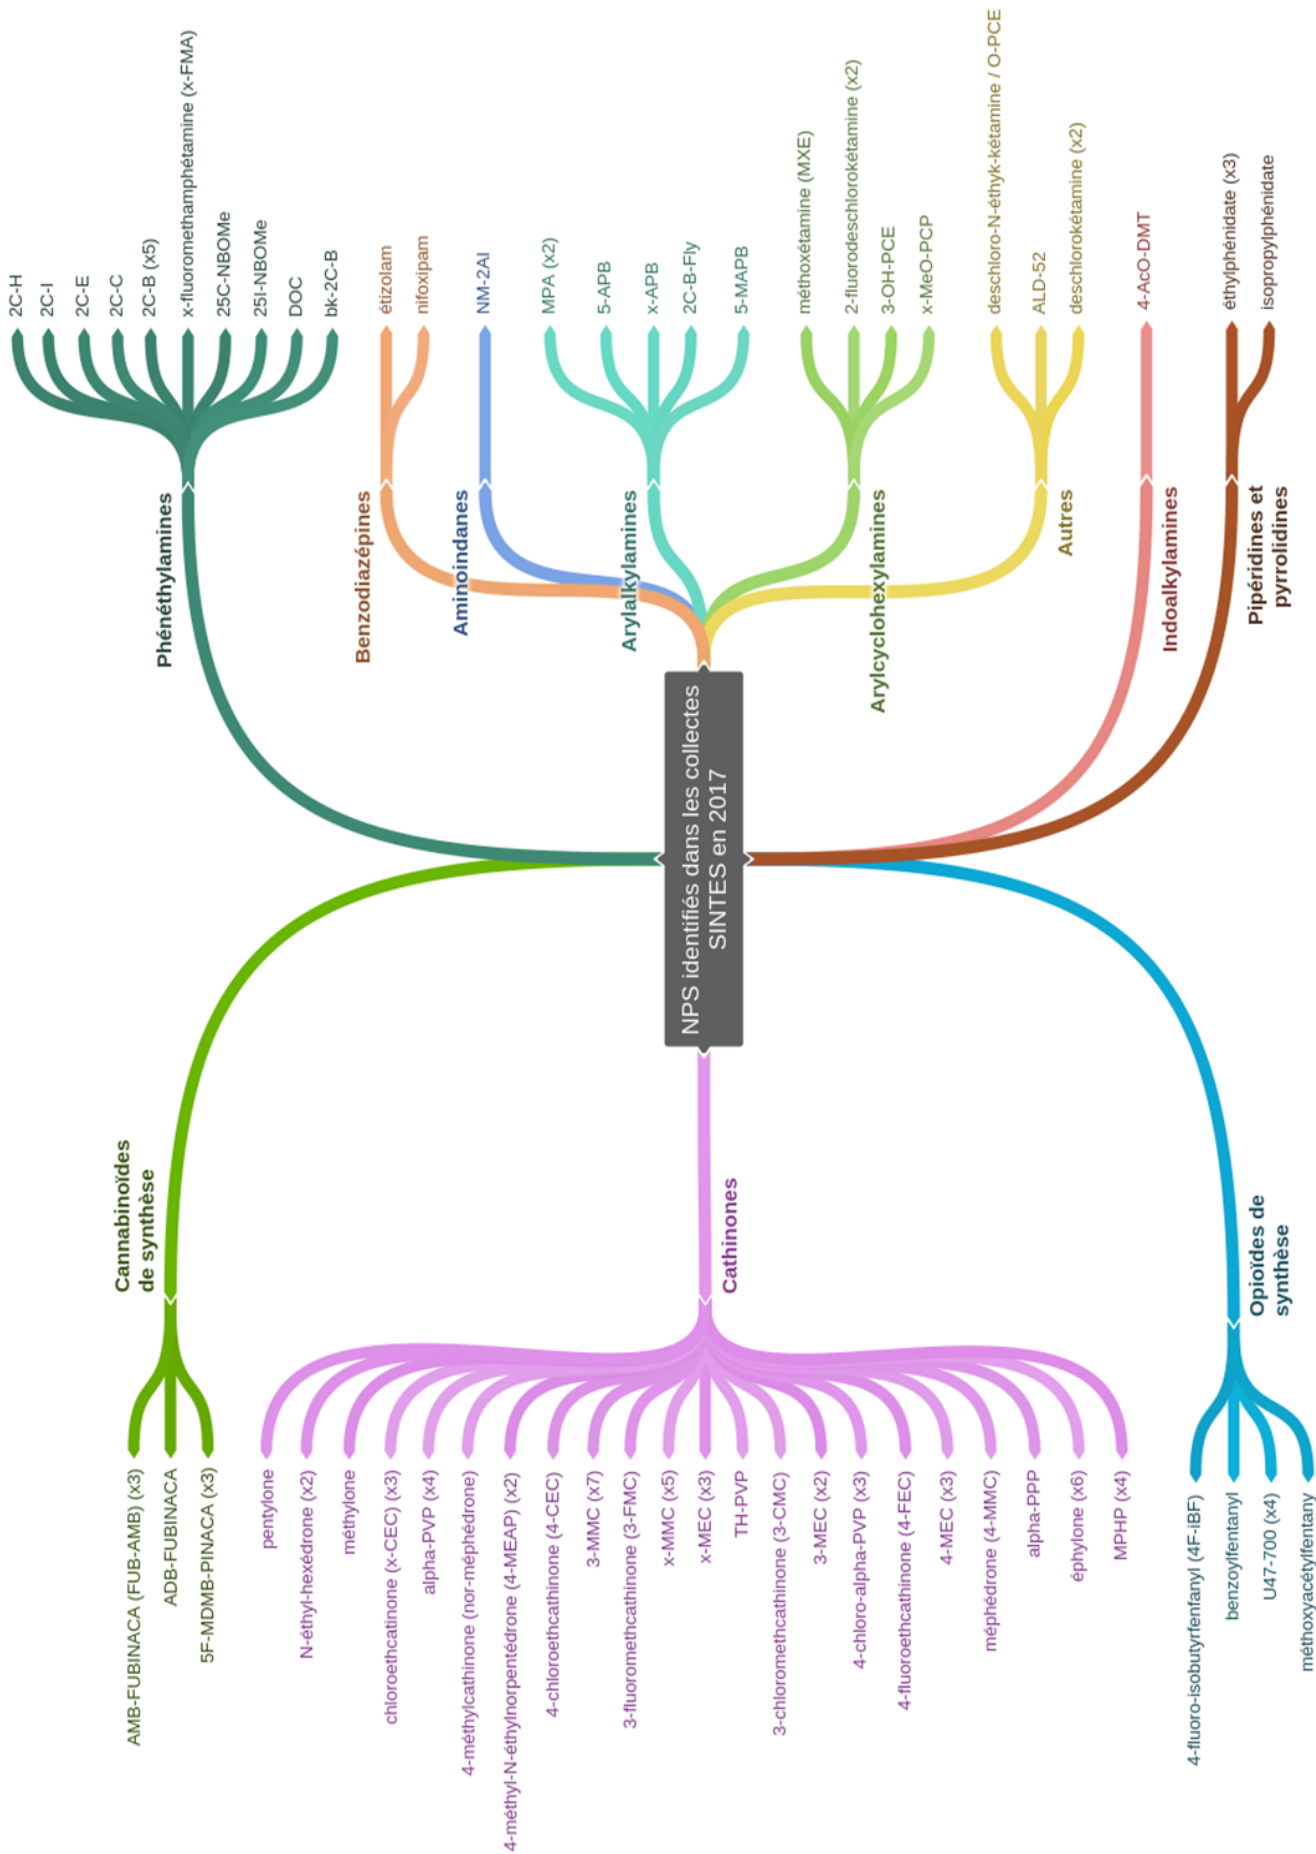 NPS identifiés dans les collectes
SINTES en 2017
Cannabinoïdes
de synthèse
AMB-FUBINACA (FUB-AMB) (x3)
ADB-FUBINACA
5F-MDMB-PINACA (x3)
Cathinones
pentylone
N-éthyl-hexédrone (x2)
méthylone
chloroethcatinone (x-CEC) (x3)
alpha-PVP (x4)
4-méthylcathinone (nor-méphédrone)
4-méthyl-N-éthylnorpentédrone (4-MEAP) (x2)
4-chloroethcathinone (4-CEC)
3-MMC (x7)
3-fluromethcathinone (3-FMC)
x-MMC (x5)
x-MEC (x3)
TH-PVP
3-chloromethcathinone (3-CMC)
3-MEC (x2)
4-chloro-alpha-PVP (x3)
4-fluoroethcathinone (4-FEC)
4-MEC (x3)
méphédrone (4-MMC)
alpha-PPP
éphylone (x6)
MPHP (x4)
Opioïdes de
synthèse
4-fluoro-isobutyrfenfanyl (4F-iBF)
benzoylfentanyl
U47-700 (x4)
méthoxyacétylfentany
Phénéthylamines
2C-H
2C-I
2C-E
2C-C
2C-B (x5)
x-fluoromethamphétamine (x-FMA)
25C-NBOMe
25I-NBOMe
DOC
bk-2C-B
Benzodiazépines
étizolam
nifoxipam
Aminoindanes
NM-2AI
Arylalkylamines
MPA (x2)
5-APB
x-APB
2C-B-Fly
5-MAPB
Arylcyclohexylamines
méthoxétamine (MXE)
2-fluorodeschlorokétamine (x2)
3-OH-PCE
x-MeO-PCP
Autres
deschloro-N-éthyk-kétamine / O-PCE
ALD-52
deschlorokétamine (x2)
Indoalkylamines
4-AcO-DMT
Pipéridines et
pyrrolidines
éthylphénidate (x3)
isopropylphénidate